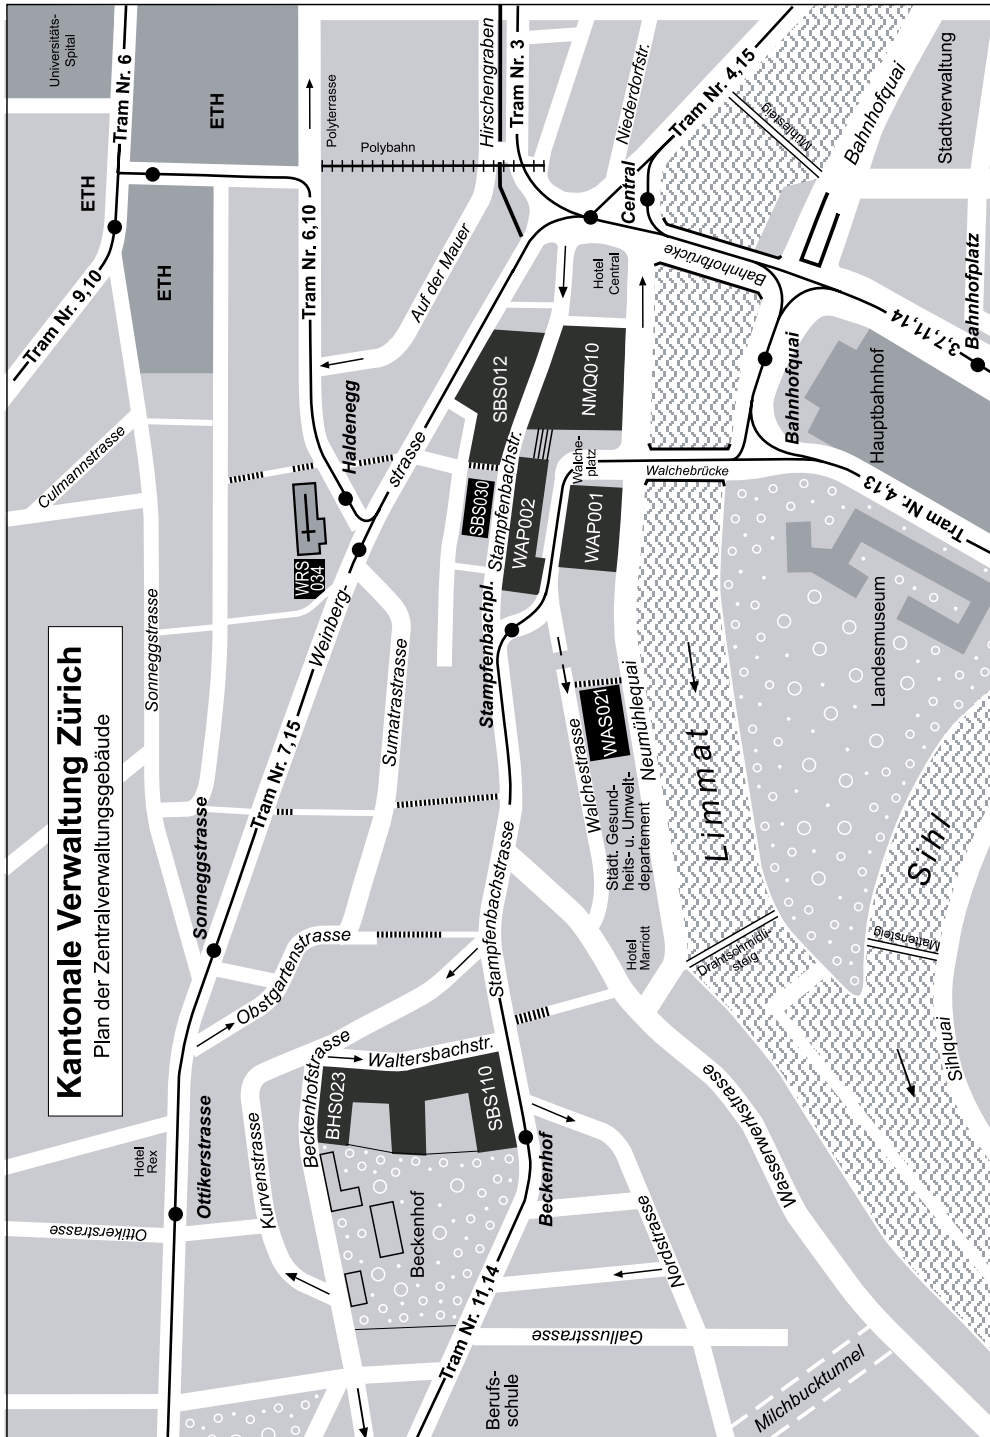 Kantonale Verwaltung Zürich
Plan der Zentralverwaltungsgebäude
Universitäts-
Spital
Tram Nr. 6
ETH
ETH
ETH
Tram Nr. 9,10
Tram Nr. 6,10
Polyterrasse
Polybahn
Hirschengraben
Tram Nr. 3
Niederdorfstr.
Tram Nr. 4,15
Mühlesteig
Bahnhofquai
Stadtverwaltung
Central
Auf der Mauer
Hotel
Central
Bahnhofbrücke
3,7,11,14
Bahnhofplatz
Bahnhofquai
Hauptbahnhof
Haldenegg
SBS012
NMQ010
Culmannstrasse
strasse
Stampfenbachstr.
Walche-
platz
Walchebrücke
Tram Nr. 4,13
SBS030
WAP002
WAP001
WRS
034
Weinberg-
Sonneggstrasse
Sumatrastrasse
Stampfenbachpl.
Landesmuseum
WAS021
Walchestrasse
Neumühlequai
Städt. Gesund-
heits- u. Umwelt-
departement
Limmat
Sihl
Tram Nr. 7,15
Sonneggstrasse
Stampfenbachstrasse
Obstgartenstrasse
Hotel
Marriott
Drahtschmidli-
steig
Mattensteig
Sihlquai
Beckenhofstrasse
Waltersbachstr.
BHS023
SBS110
Wasserwerkstrasse
Hotel
Rex
Ottikerstrasse
Ottikerstrasse
Kurvenstrasse
Beckenhof
Beckenhof
Nordstrasse
Tram Nr. 11,14
Gallusstrasse
Berufs-
schule
Milchbucktunnel